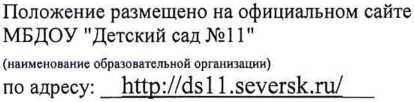 Положение размещено на официальном сайте
МБДОУ "Детский сад №11"
(наименование образовательной организации)
по адресу: http://ds11.seversk.ru/